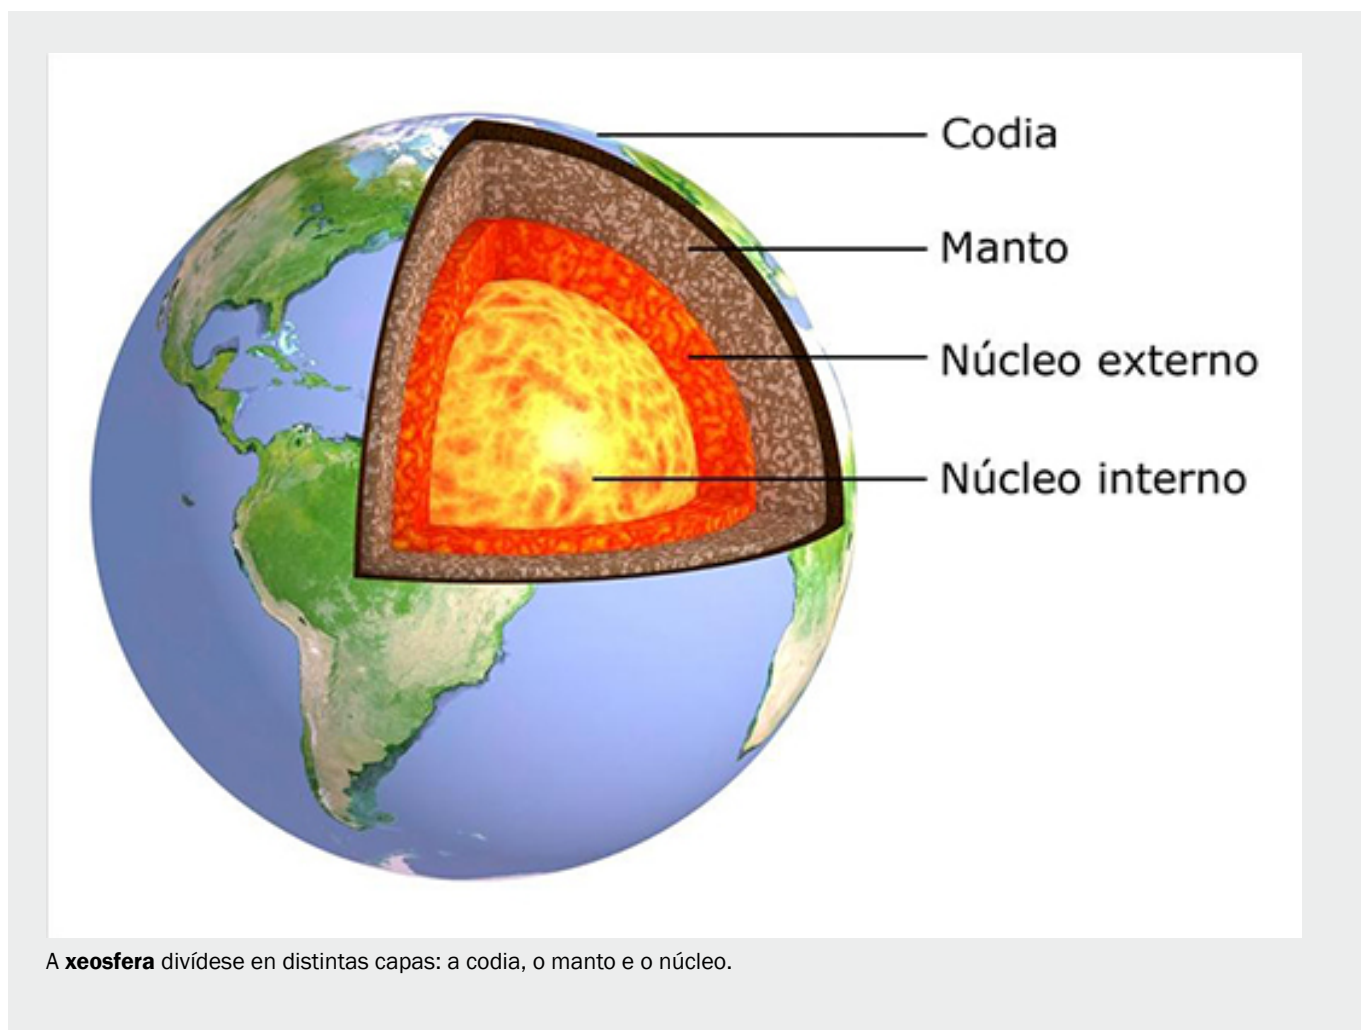 Codia
Manto
Núcleo externo
Núcleo interno
A xeosfera divídese en distintas capas: a codia, o manto e o núcleo.